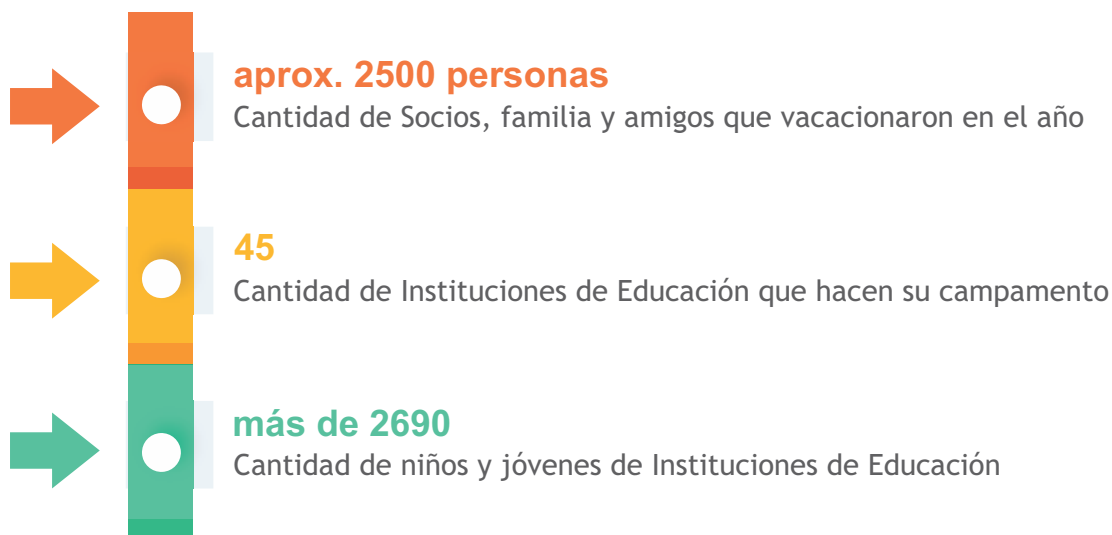 aprox. 2500 personas
Cantidad de Socios, familia y amigos que vacacionaron en el año
45
Cantidad de Instituciones de Educación que hacen su campamento
más de 2690
Cantidad de niños y jóvenes de Instituciones de Educación